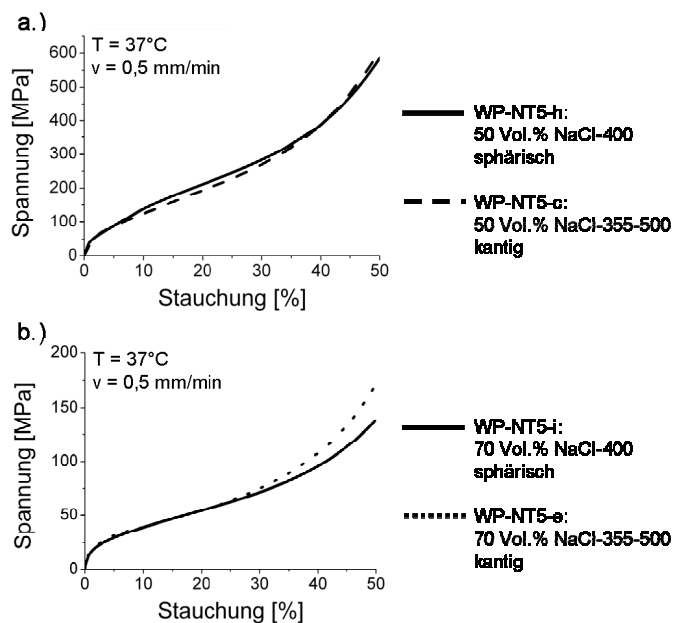 a.)
T = 37°C
v = 0,5 mm/min
Spannung [MPa]
600
500
400
300
200
100
0
0 10 20 30 40 50
Stauchung [%]
WP-NT5-h:
50 Vol.% NaCl-400
sphärisch
WP-NT5-c:
50 Vol.% NaCl-355-500
kantig
b.)
T = 37°C
v = 0,5 mm/min
Spannung [MPa]
200
150
100
50
0
0 10 20 30 40 50
Stauchung [%]
WP-NT5-i:
70 Vol.% NaCl-400
sphärisch
WP-NT5-e:
70 Vol.% NaCl-355-500
kantig